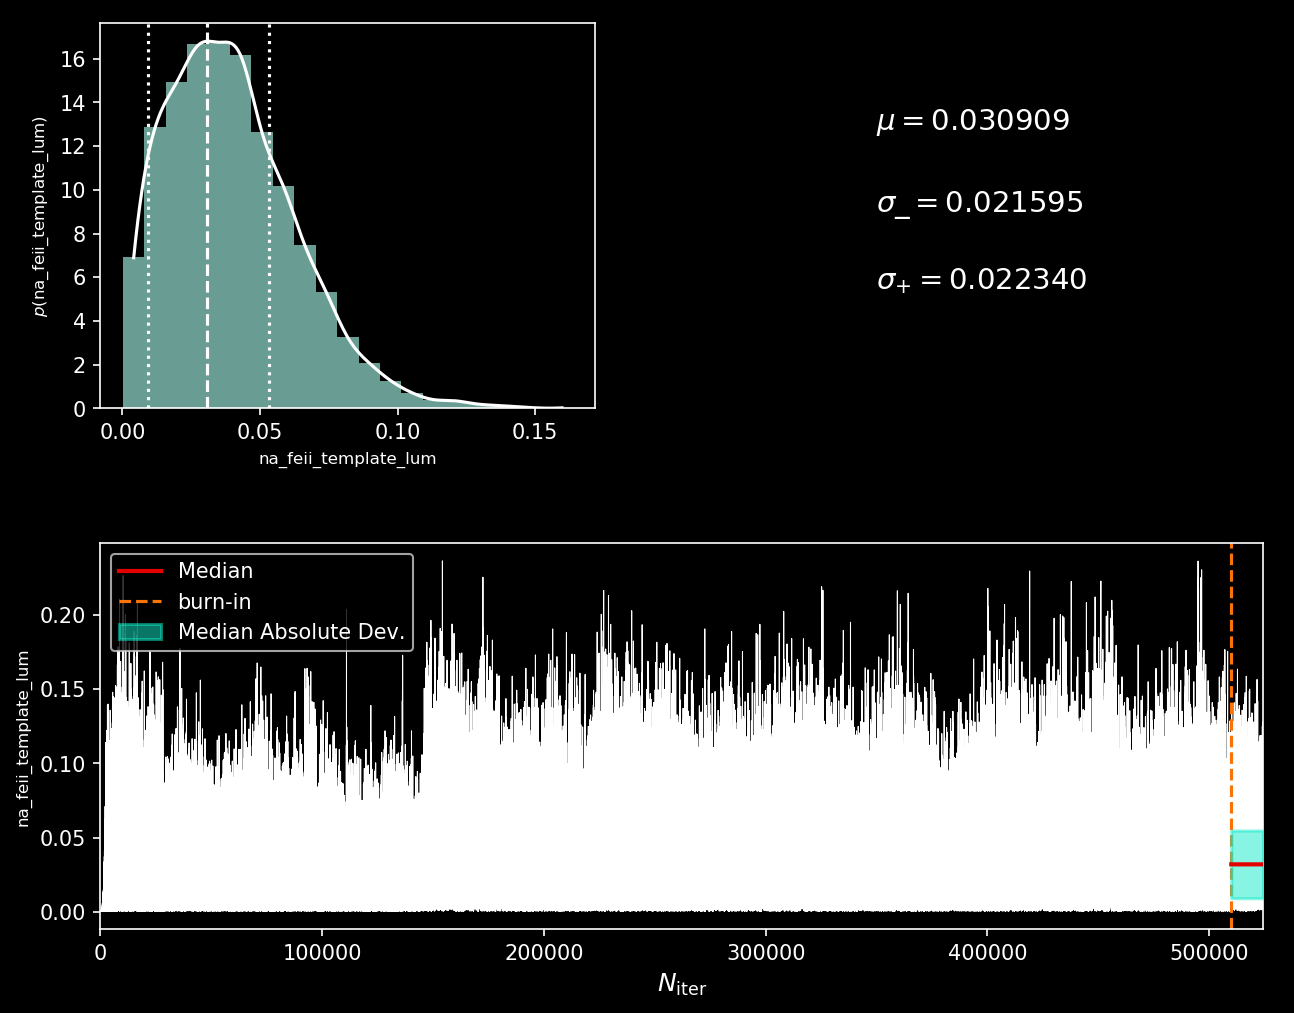 16
14
12
10
8
6
4
2
0
p(na_feii_template_lum)
0.00 0.05 0.10 0.15
na_feii_template_lum
μ = 0.030909
σ₋ = 0.021595
σ₊ = 0.022340
Median
burn-in
Median Absolute Dev.
0.20
0.15
0.10
0.05
0.00
na_feii_template_lum
0 100000 200000 300000 400000 500000
N_iter